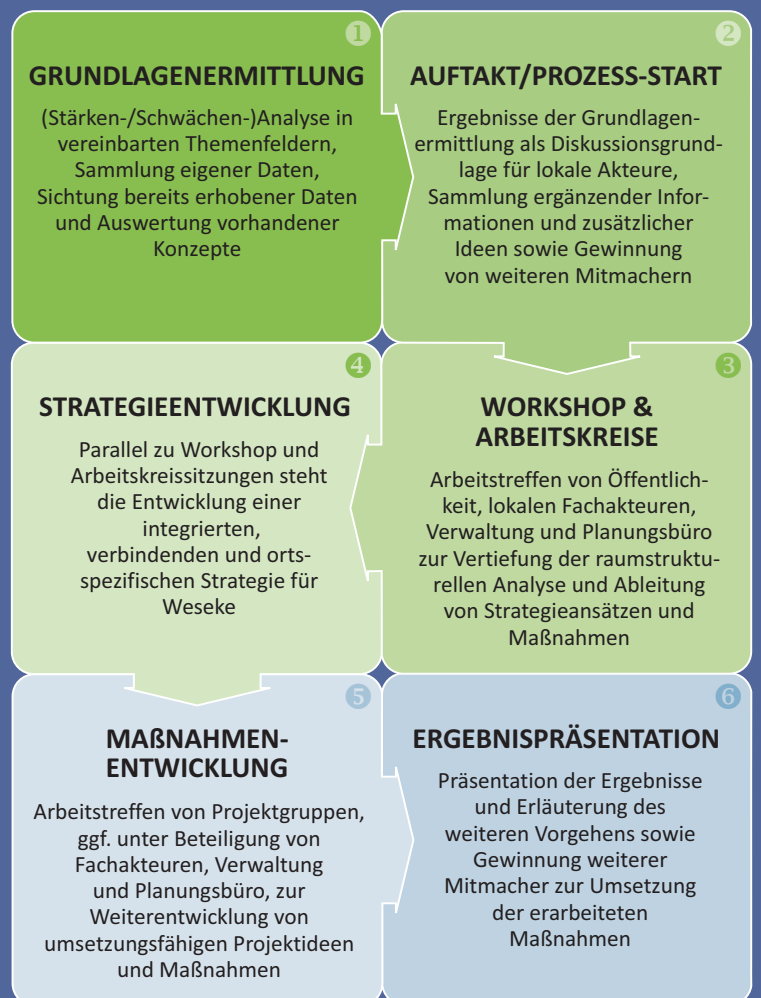 ❶
GRUNDLAGENERMITTLUNG
(Stärken-/Schwächen-)Analyse in
vereinbarten Themenfeldern,
Sammlung eigener Daten,
Sichtung bereits erhobener Daten
und Auswertung vorhandener
Konzepte
❷
AUFTAKT/PROZESS-START
Ergebnisse der Grundlagen-
ermittlung als Diskussionsgrund-
lage für lokale Akteure,
Sammlung ergänzender Infor-
mationen und zusätzlicher
Ideen sowie Gewinnung
von weiteren Mitmachern
❸
WORKSHOP &
ARBEITSKREISE
Arbeitstreffen von Öffentlich-
keit, lokalen Fachakteuren,
Verwaltung und Planungsbüro
zur Vertiefung der raumstruktu-
rellen Analyse und Ableitung
von Strategieansätzen und
Maßnahmen
❹
STRATEGIEENTWICKLUNG
Parallel zu Workshop und
Arbeitskreissitzungen steht
die Entwicklung einer
integrierten,
verbindenden und orts-
spezifischen Strategie für
Weseke
❺
MAßNAHMEN-
ENTWICKLUNG
Arbeitstreffen von Projektgruppen,
ggf. unter Beteiligung von
Fachakteuren, Verwaltung
und Planungsbüro, zur
Weiterentwicklung von
umsetzungsfähigen Projektideen
und Maßnahmen
❻
ERGEBNISPRÄSENTATION
Präsentation der Ergebnisse
und Erläuterung des
weiteren Vorgehens sowie
Gewinnung weiterer
Mitmacher zur Umsetzung
der erarbeiteten
Maßnahmen